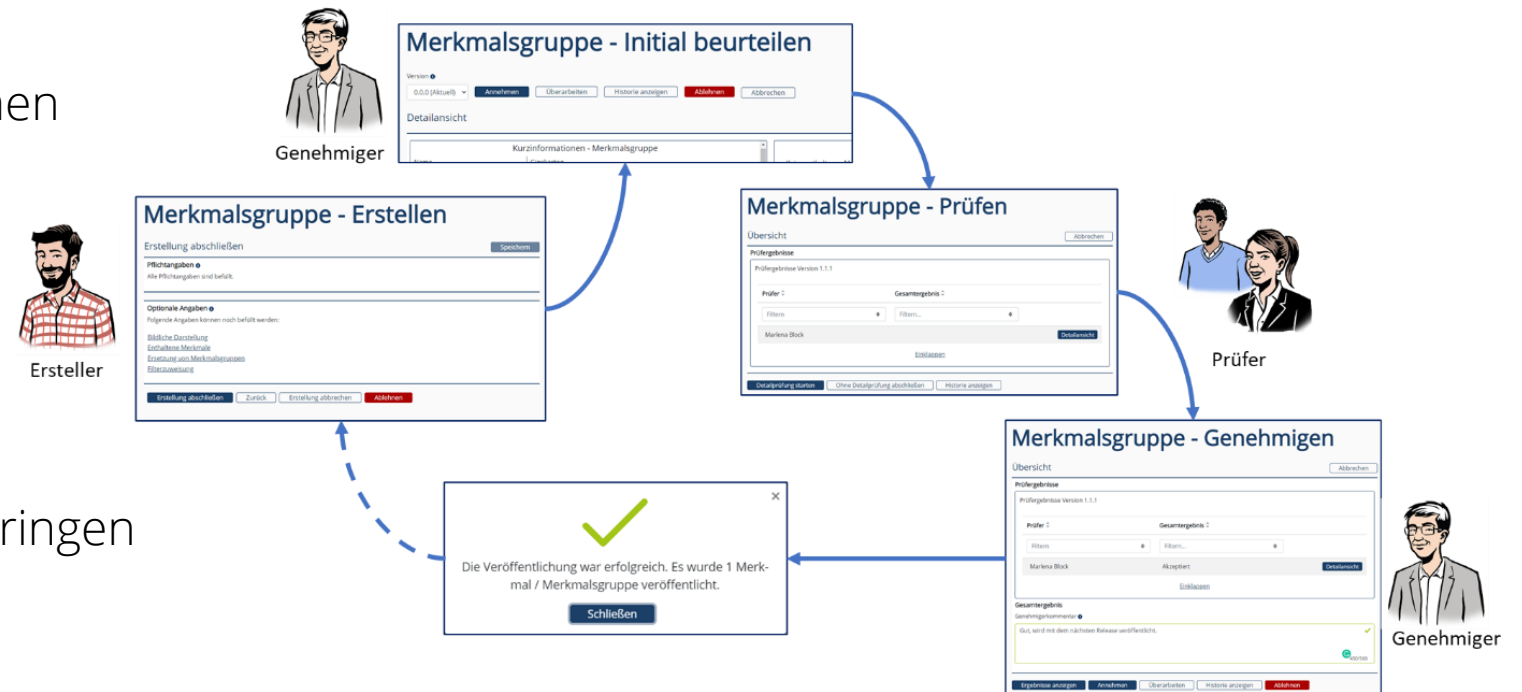 nen
ringen
Genehmiger
Merkmalsgruppe - Initial beurteilen
Version
0.0.0 (Aktuell)
Annehmen
Überarbeiten
Historie anzeigen
Ablehnen
Abbrechen
Detailansicht
Kurzinformationen - Merkmalsgruppe
Ersteller
Merkmalsgruppe - Erstellen
Erstellung abschließen
Speichern
Pflichtangaben
Alle Pflichtangaben sind befüllt.
Optionale Angaben
Folgende Angaben können noch befüllt werden:
Bildliche Darstellung
Enthaltene Merkmale
Ersetzung von Merkmalsgruppen
Filterzuweisung
Erstellung abschließen
Zurück
Erstellung abbrechen
Ablehnen
Merkmalsgruppe - Prüfen
Übersicht
Abbrechen
Prüfergebnisse
Prüfergebnisse Version 1.1.1
Prüfer
Gesamtergebnis
Filtern
Filtern...
Marlena Block
Detailansicht
Einklappen
Detailprüfung starten
Ohne Detailprüfung abschließen
Historie anzeigen
Prüfer
Merkmalsgruppe - Genehmigen
Übersicht
Abbrechen
Prüfergebnisse
Prüfergebnisse Version 1.1.1
Prüfer
Gesamtergebnis
Filtern
Filtern...
Marlena Block
Akzeptiert
Detailansicht
Einklappen
Gesamtergebnis
Genehmigerkommentar
Gut, wird mit dem nächsten Release veröffentlicht.
Ergebnisse anzeigen
Annehmen
Überarbeiten
Historie anzeigen
Ablehnen
Genehmiger
Die Veröffentlichung war erfolgreich. Es wurde 1 Merk-
mal / Merkmalsgruppe veröffentlicht.
Schließen